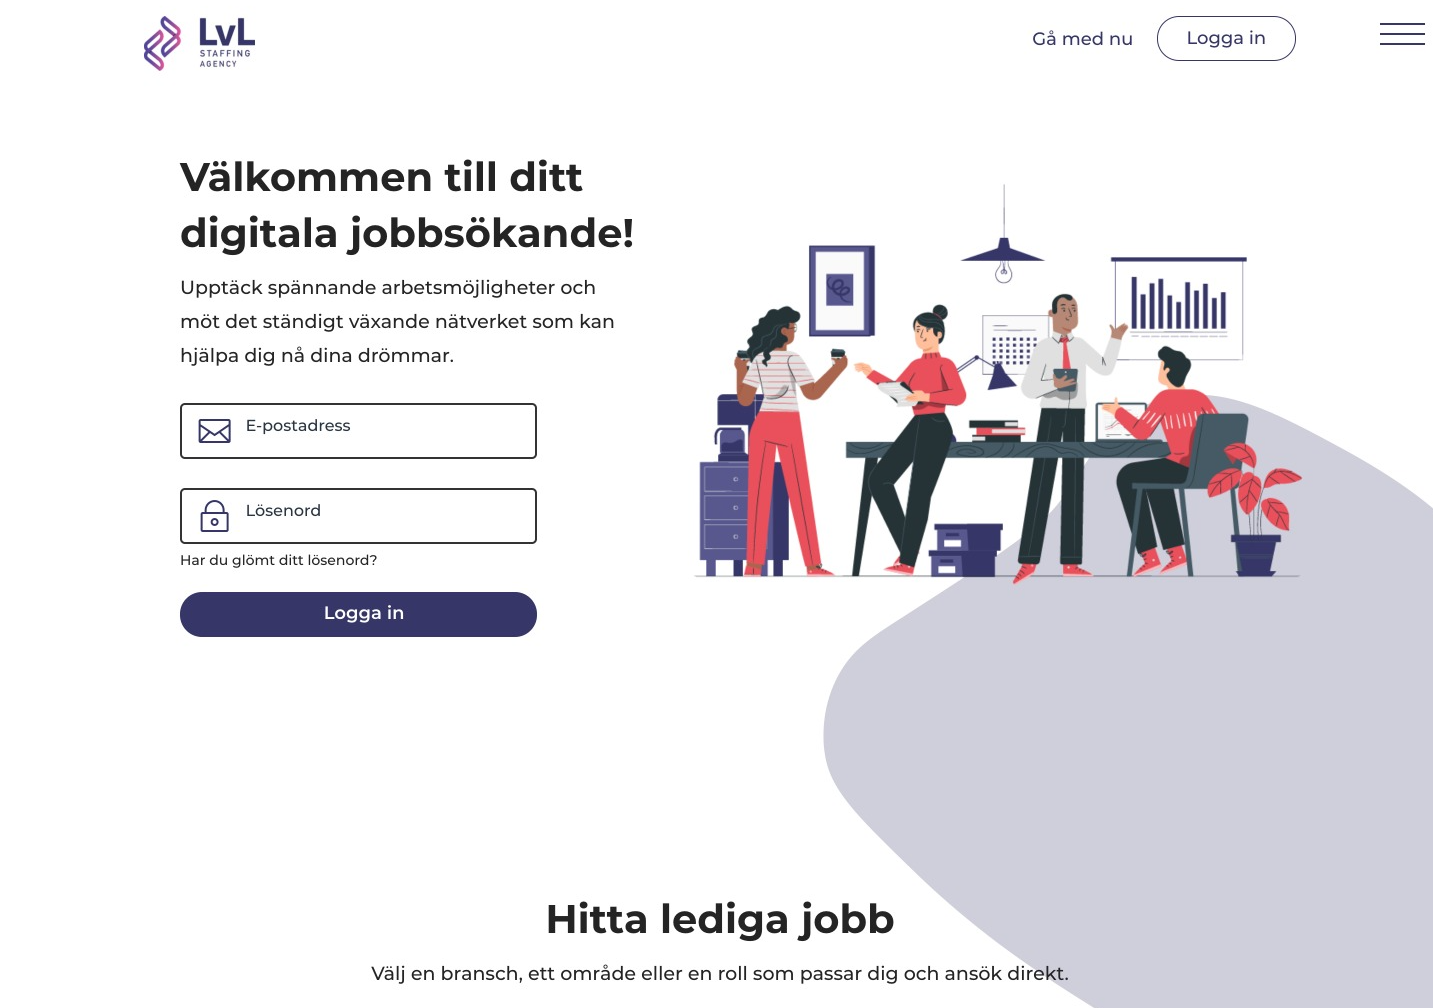 LvL
STAFFING
AGENCY
Gå med nu
Logga in
Välkommen till ditt
digitala jobbsökande!
Upptäck spännande arbetsmöjligheter och
möt det ständigt växande nätverket som kan
hjälpa dig nå dina drömmar.
E-postadress
Lösenord
Har du glömt ditt lösenord?
Logga in
Hitta lediga jobb
Välj en bransch, ett område eller en roll som passar dig och ansök direkt.